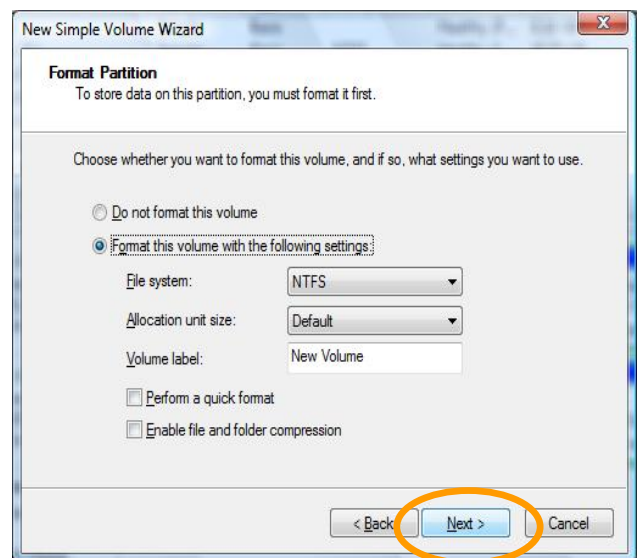 New Simple Volume Wizard
Format Partition
To store data on this partition, you must format it first.
Choose whether you want to format this volume, and if so, what settings you want to use.
Do not format this volume
Format this volume with the following settings:
File system: NTFS
Allocation unit size: Default
Volume label: New Volume
Perform a quick format
Enable file and folder compression
< Back Next > Cancel